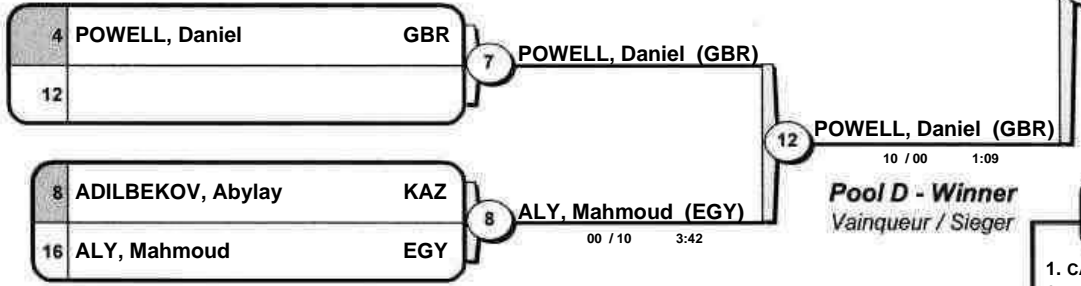 4 POWELL, Daniel GBR
12
7
POWELL, Daniel (GBR)
8 ADILBEKOV, Abylay KAZ
16 ALY, Mahmoud EGY
8
ALY, Mahmoud (EGY)
00 / 10 3:42
12
POWELL, Daniel (GBR)
10 / 00 1:09
Pool D - Winner
Vainqueur / Sieger
1.